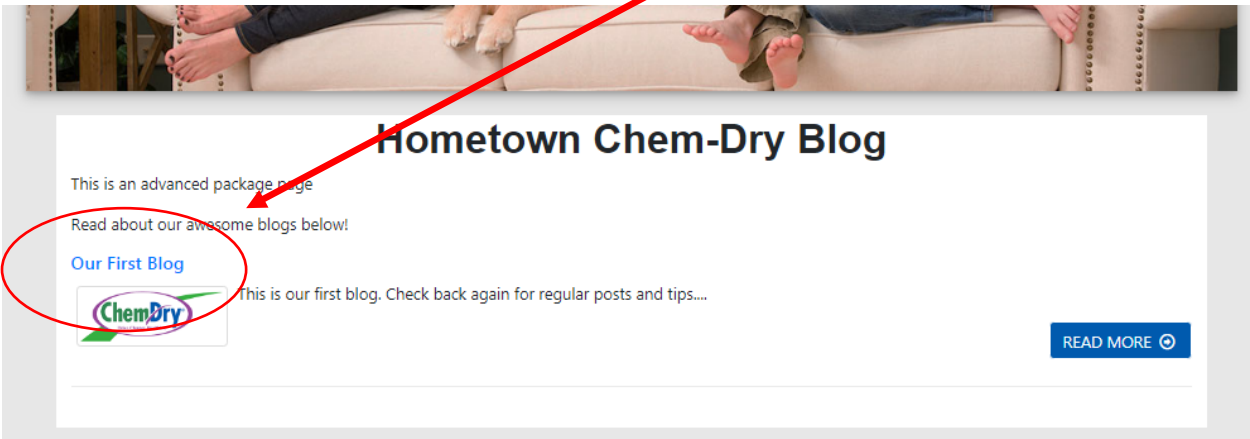 Hometown Chem-Dry Blog
This is an advanced package page
Read about our awesome blogs below!
Our First Blog
This is our first blog. Check back again for regular posts and tips....
ChemDry
READ MORE